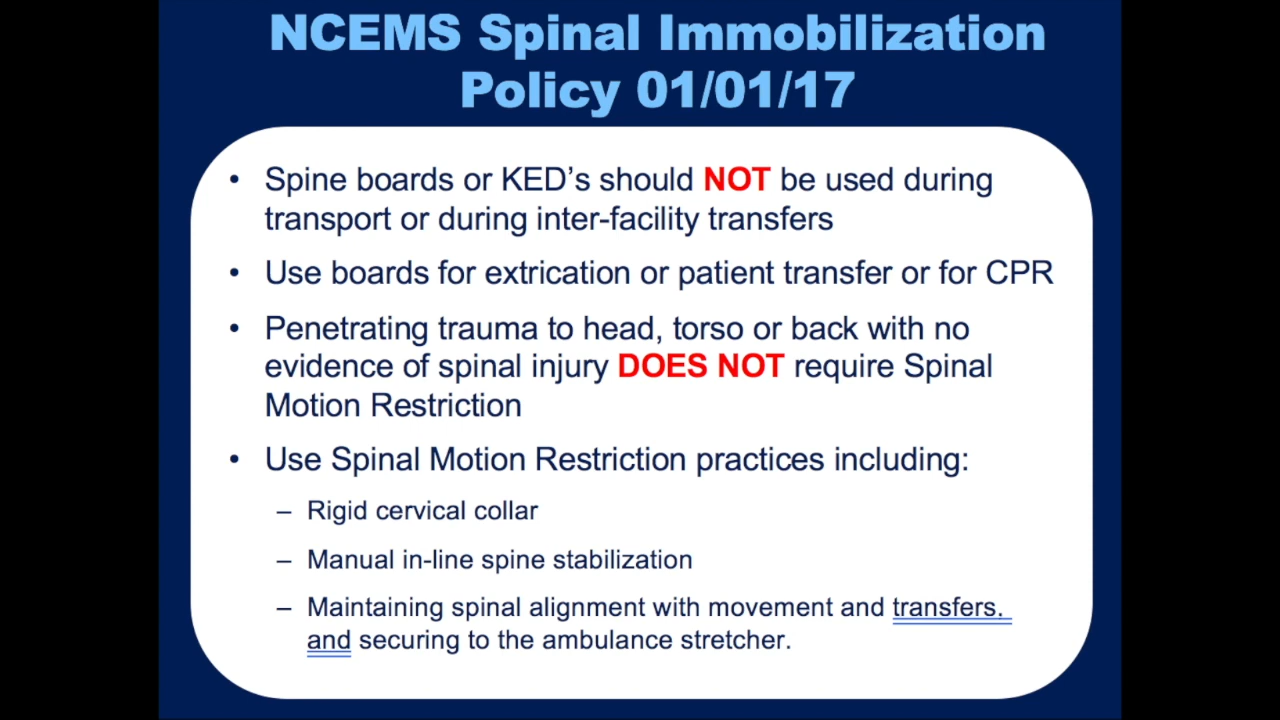 NCEMS Spinal Immobilization
Policy 01/01/17
• Spine boards or KED’s should NOT be used during
transport or during inter-facility transfers
• Use boards for extrication or patient transfer or for CPR
• Penetrating trauma to head, torso or back with no
evidence of spinal injury DOES NOT require Spinal
Motion Restriction
• Use Spinal Motion Restriction practices including:
– Rigid cervical collar
– Manual in-line spine stabilization
– Maintaining spinal alignment with movement and transfers,
and securing to the ambulance stretcher.